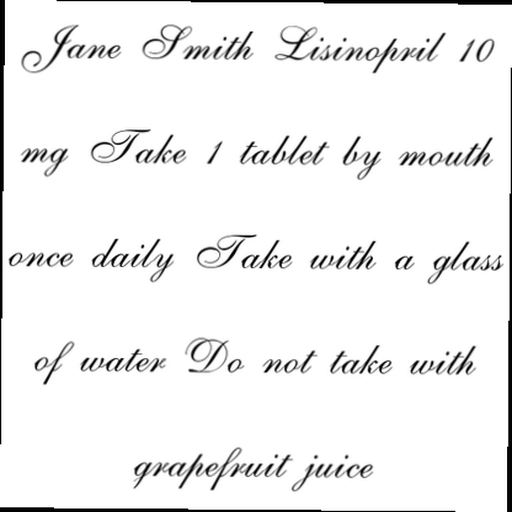 Jane Smith Lisinopril 10
mg Take 1 tablet by mouth
once daily Take with a glass
of water Do not take with
grapefruit juice